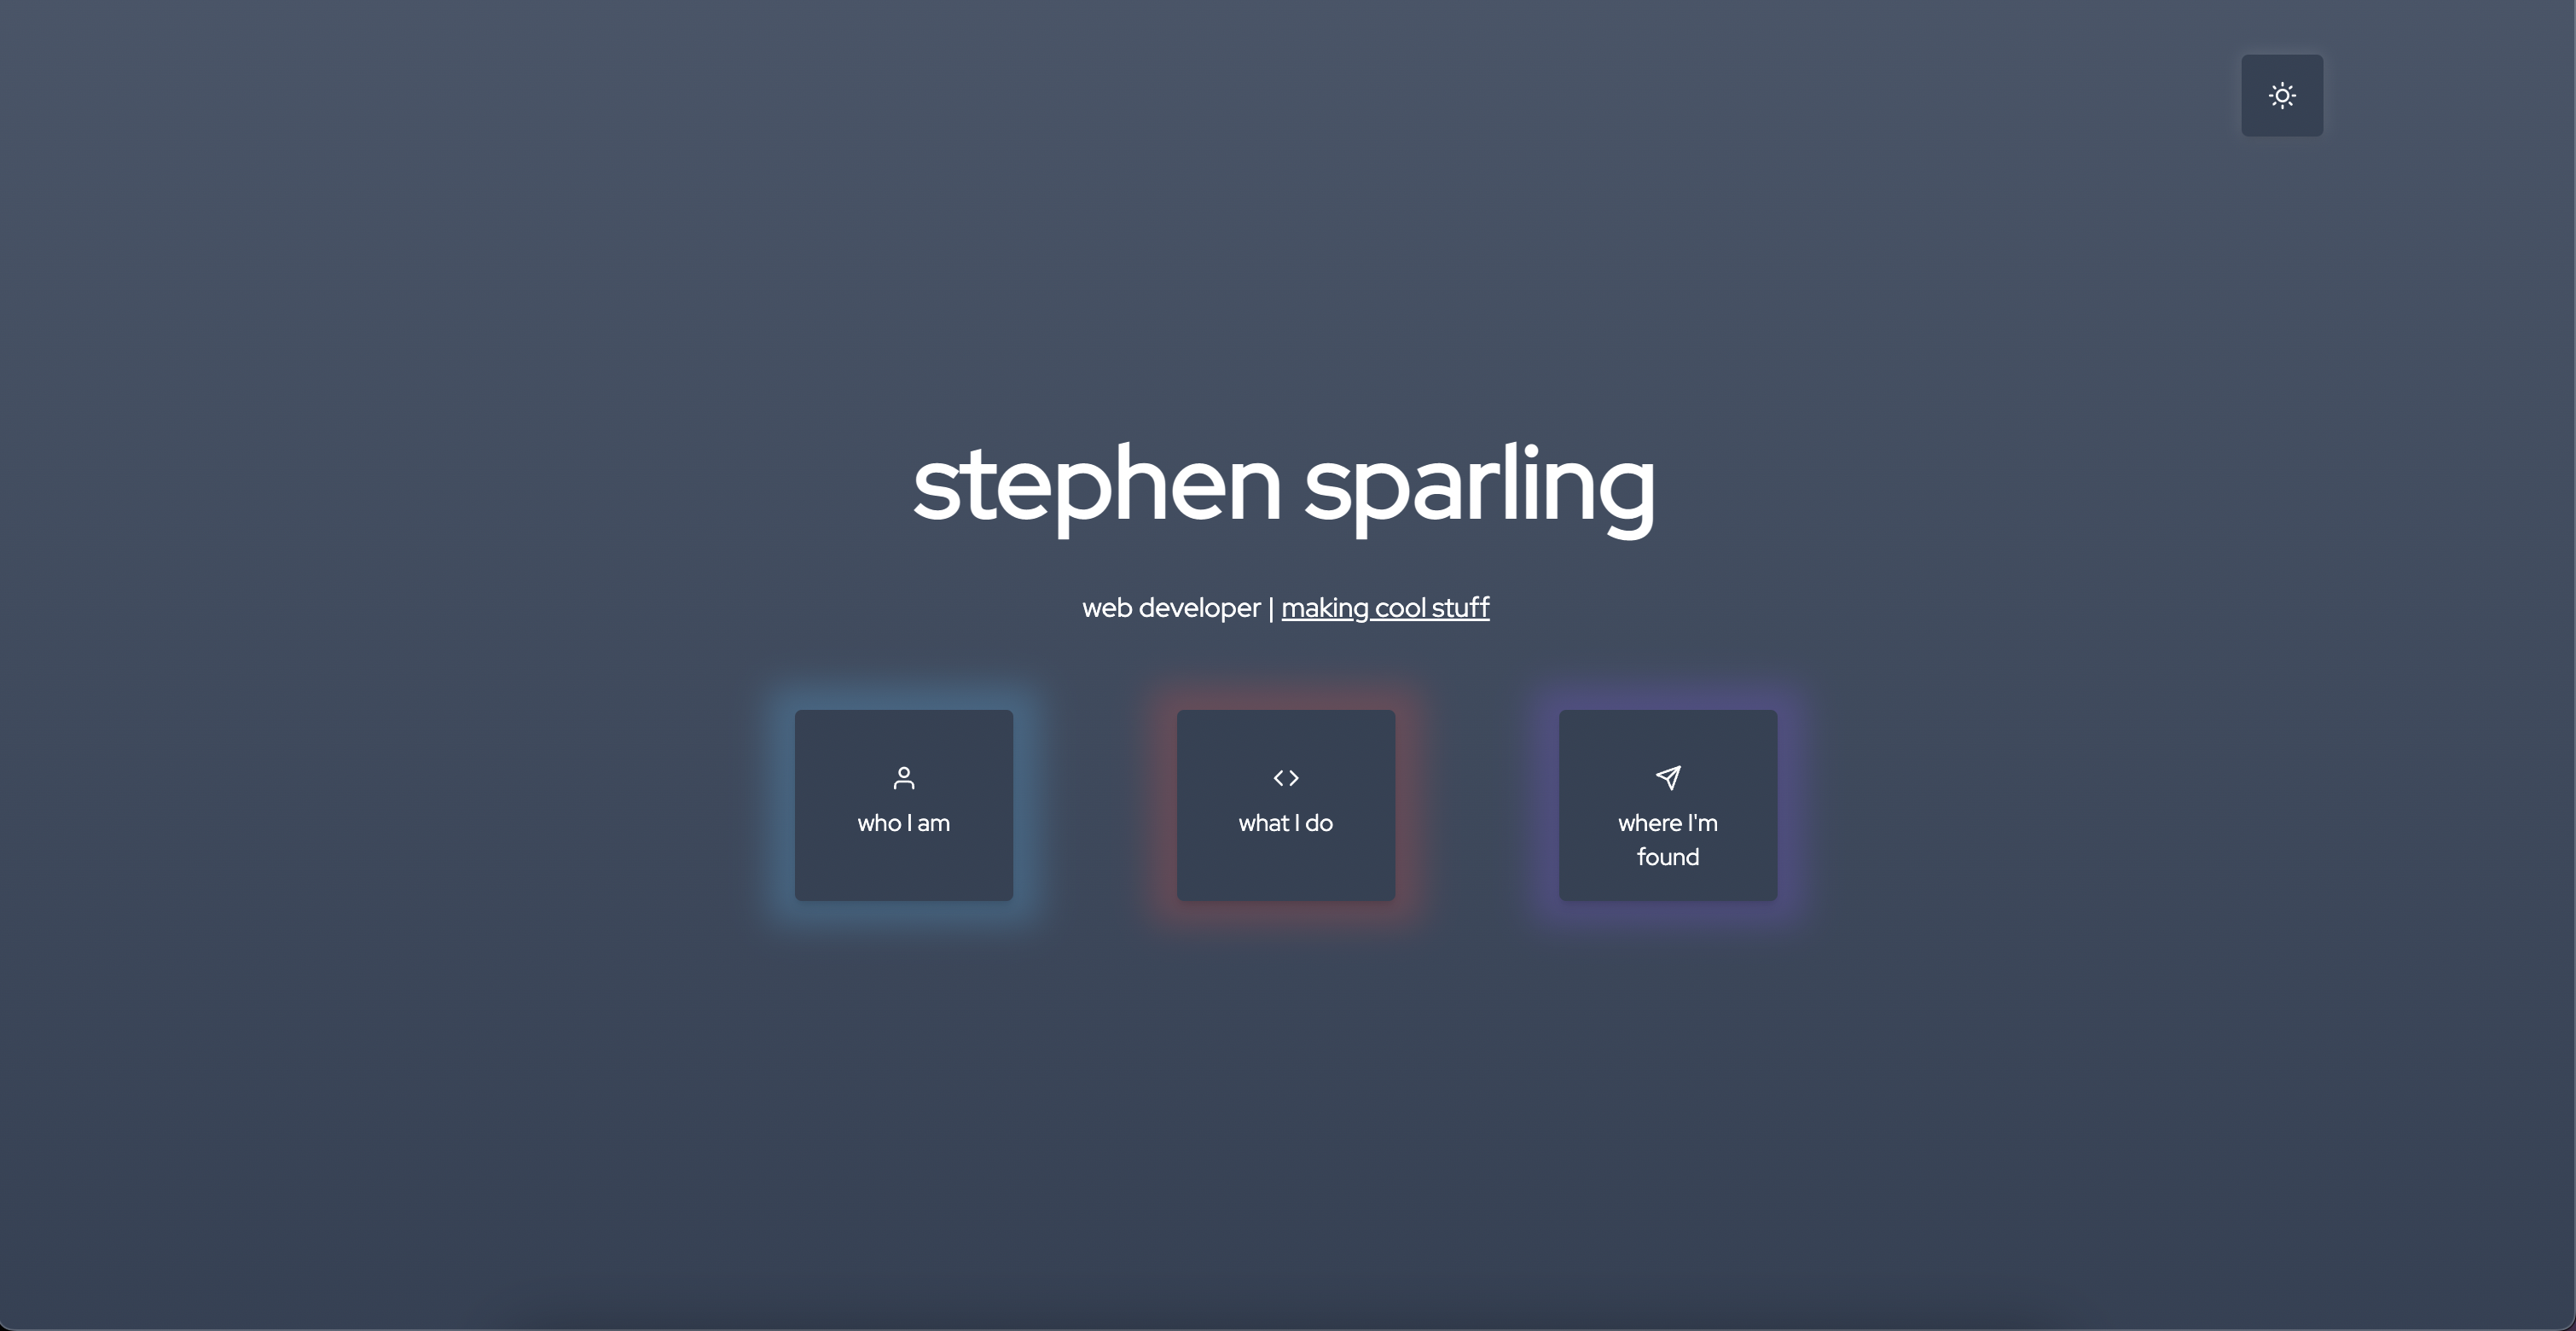 stephen sparling
web developer | making cool stuff
who I am
what I do
where I'm
found